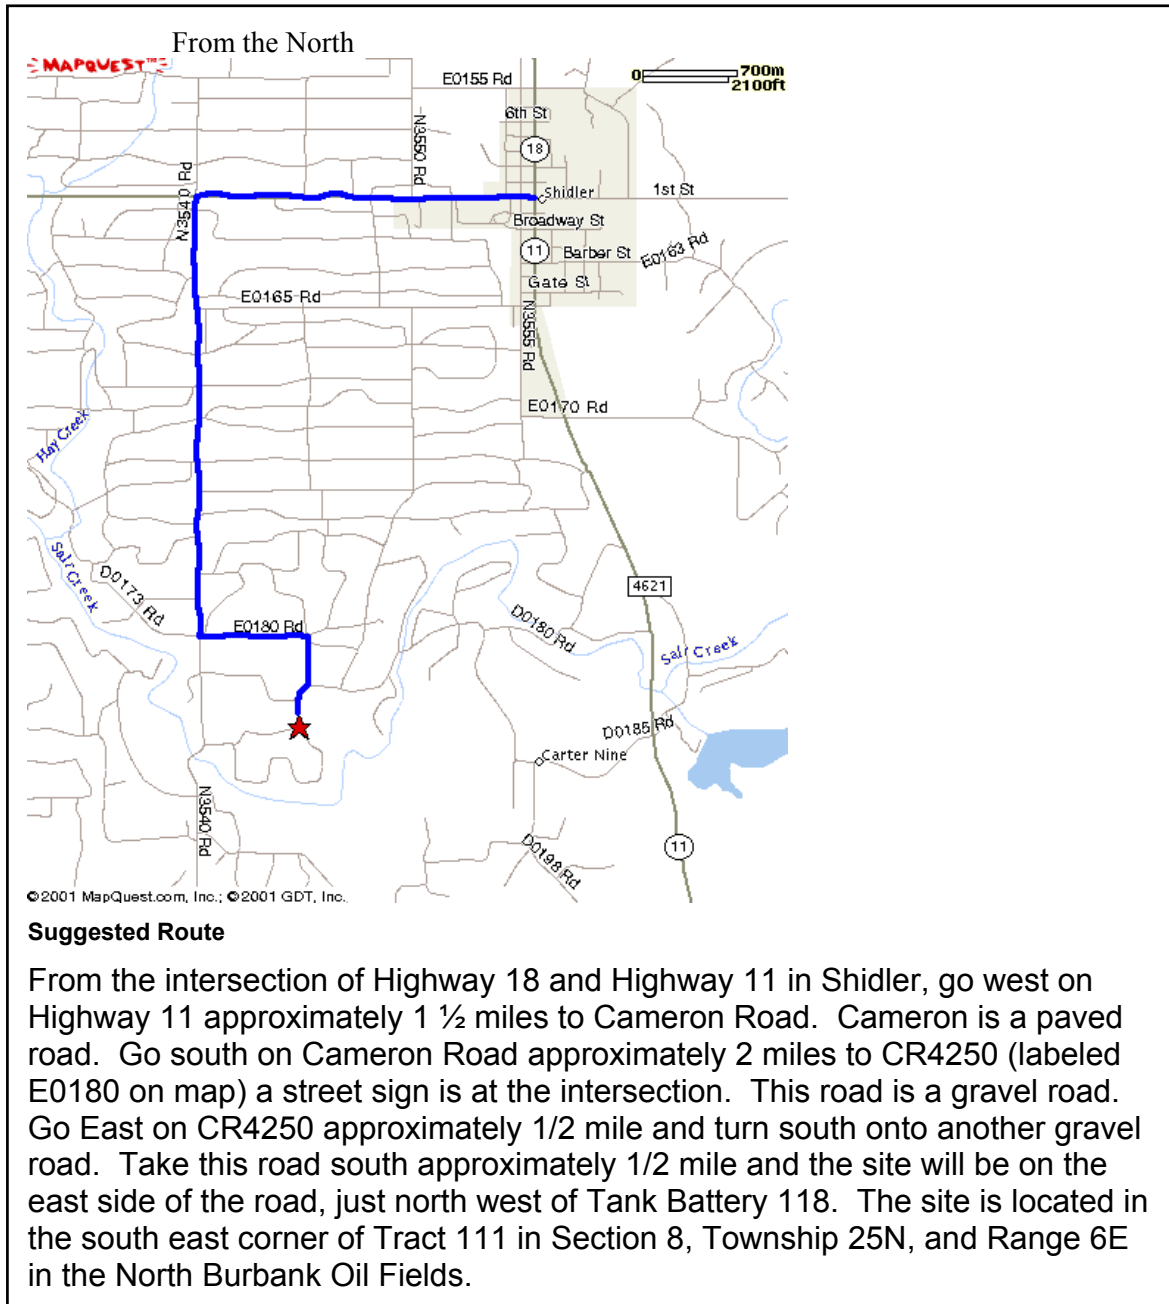 From the North
MAPQUEST™
E0155 Rd
0 700m
2100ft
6th St
N3550 Rd
18
N3540 Rd
Shidler
1st St
Broadway St
11
Barber St
E0163 Rd
Gate St
E0165 Rd
N3555 Rd
E0170 Rd
Hay Creek
Salt Creek
D0173 Rd
4621
D0180 Rd
E0180 Rd
Salt Creek
D0185 Rd
Carter Nine
N3540 Rd
11
D0198 Rd
©2001 MapQuest.com, Inc.; ©2001 GDT, Inc.
Suggested Route
From the intersection of Highway 18 and Highway 11 in Shidler, go west on
Highway 11 approximately 1 ½ miles to Cameron Road.  Cameron is a paved
road.  Go south on Cameron Road approximately 2 miles to CR4250 (labeled
E0180 on map) a street sign is at the intersection.  This road is a gravel road.
Go East on CR4250 approximately 1/2 mile and turn south onto another gravel
road.  Take this road south approximately 1/2 mile and the site will be on the
east side of the road, just north west of Tank Battery 118.  The site is located in
the south east corner of Tract 111 in Section 8, Township 25N, and Range 6E
in the North Burbank Oil Fields.